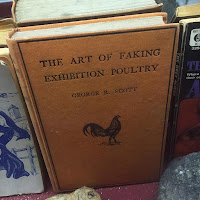 THE ART OF FAKING
EXHIBITION POULTRY
GEORGE R. SCOTT